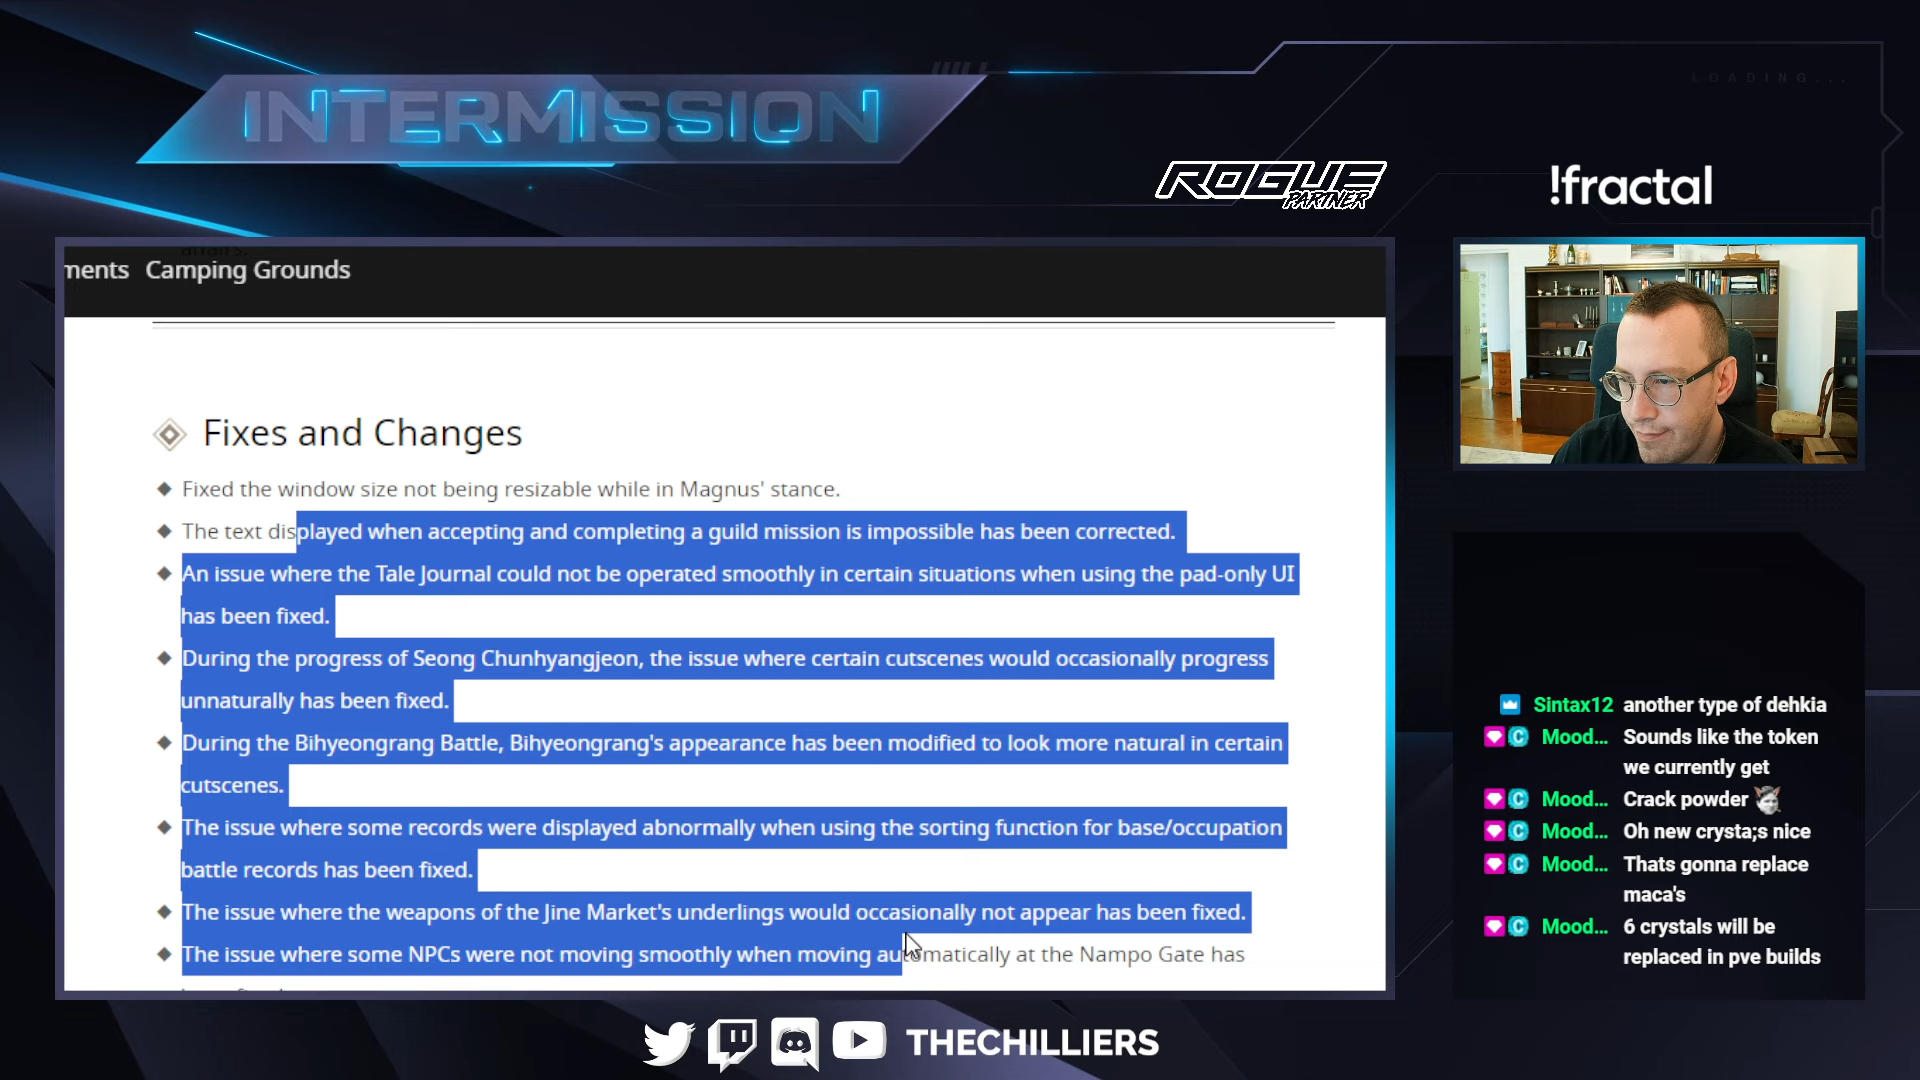 INTERMISSION
LOADING...
ROGUE
PARTNER
!fractal
ments Camping Grounds
Fixes and Changes
Fixed the window size not being resizable while in Magnus' stance.
The text displayed when accepting and completing a guild mission is impossible has been corrected.
An issue where the Tale Journal could not be operated smoothly in certain situations when using the pad-only UI
has been fixed.
During the progress of Seong Chunhyangjeon, the issue where certain cutscenes would occasionally progress
unnaturally has been fixed.
During the Bihyeongrang Battle, Bihyeongrang's appearance has been modified to look more natural in certain
cutscenes.
The issue where some records were displayed abnormally when using the sorting function for base/occupation
battle records has been fixed.
The issue where the weapons of the Jine Market's underlings would occasionally not appear has been fixed.
The issue where some NPCs were not moving smoothly when moving automatically at the Nampo Gate has
Sintax12 another type of dehkia
Mood... Sounds like the token
we currently get
Mood... Crack powder
Mood... Oh new crysta;s nice
Mood... Thats gonna replace
maca's
Mood... 6 crystals will be
replaced in pve builds
THECHILLIERS